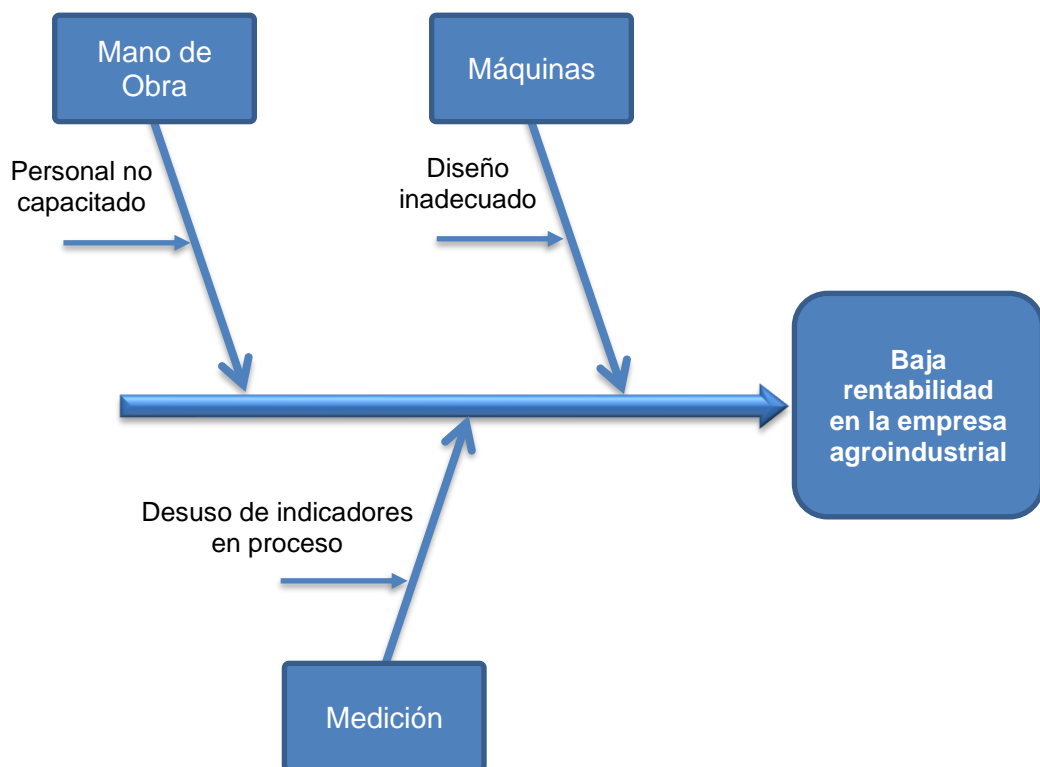 Mano de
Obra
Máquinas
Personal no
capacitado
Diseño
inadecuado
Baja
rentabilidad
en la empresa
agroindustrial
Desuso de indicadores
en proceso
Medición